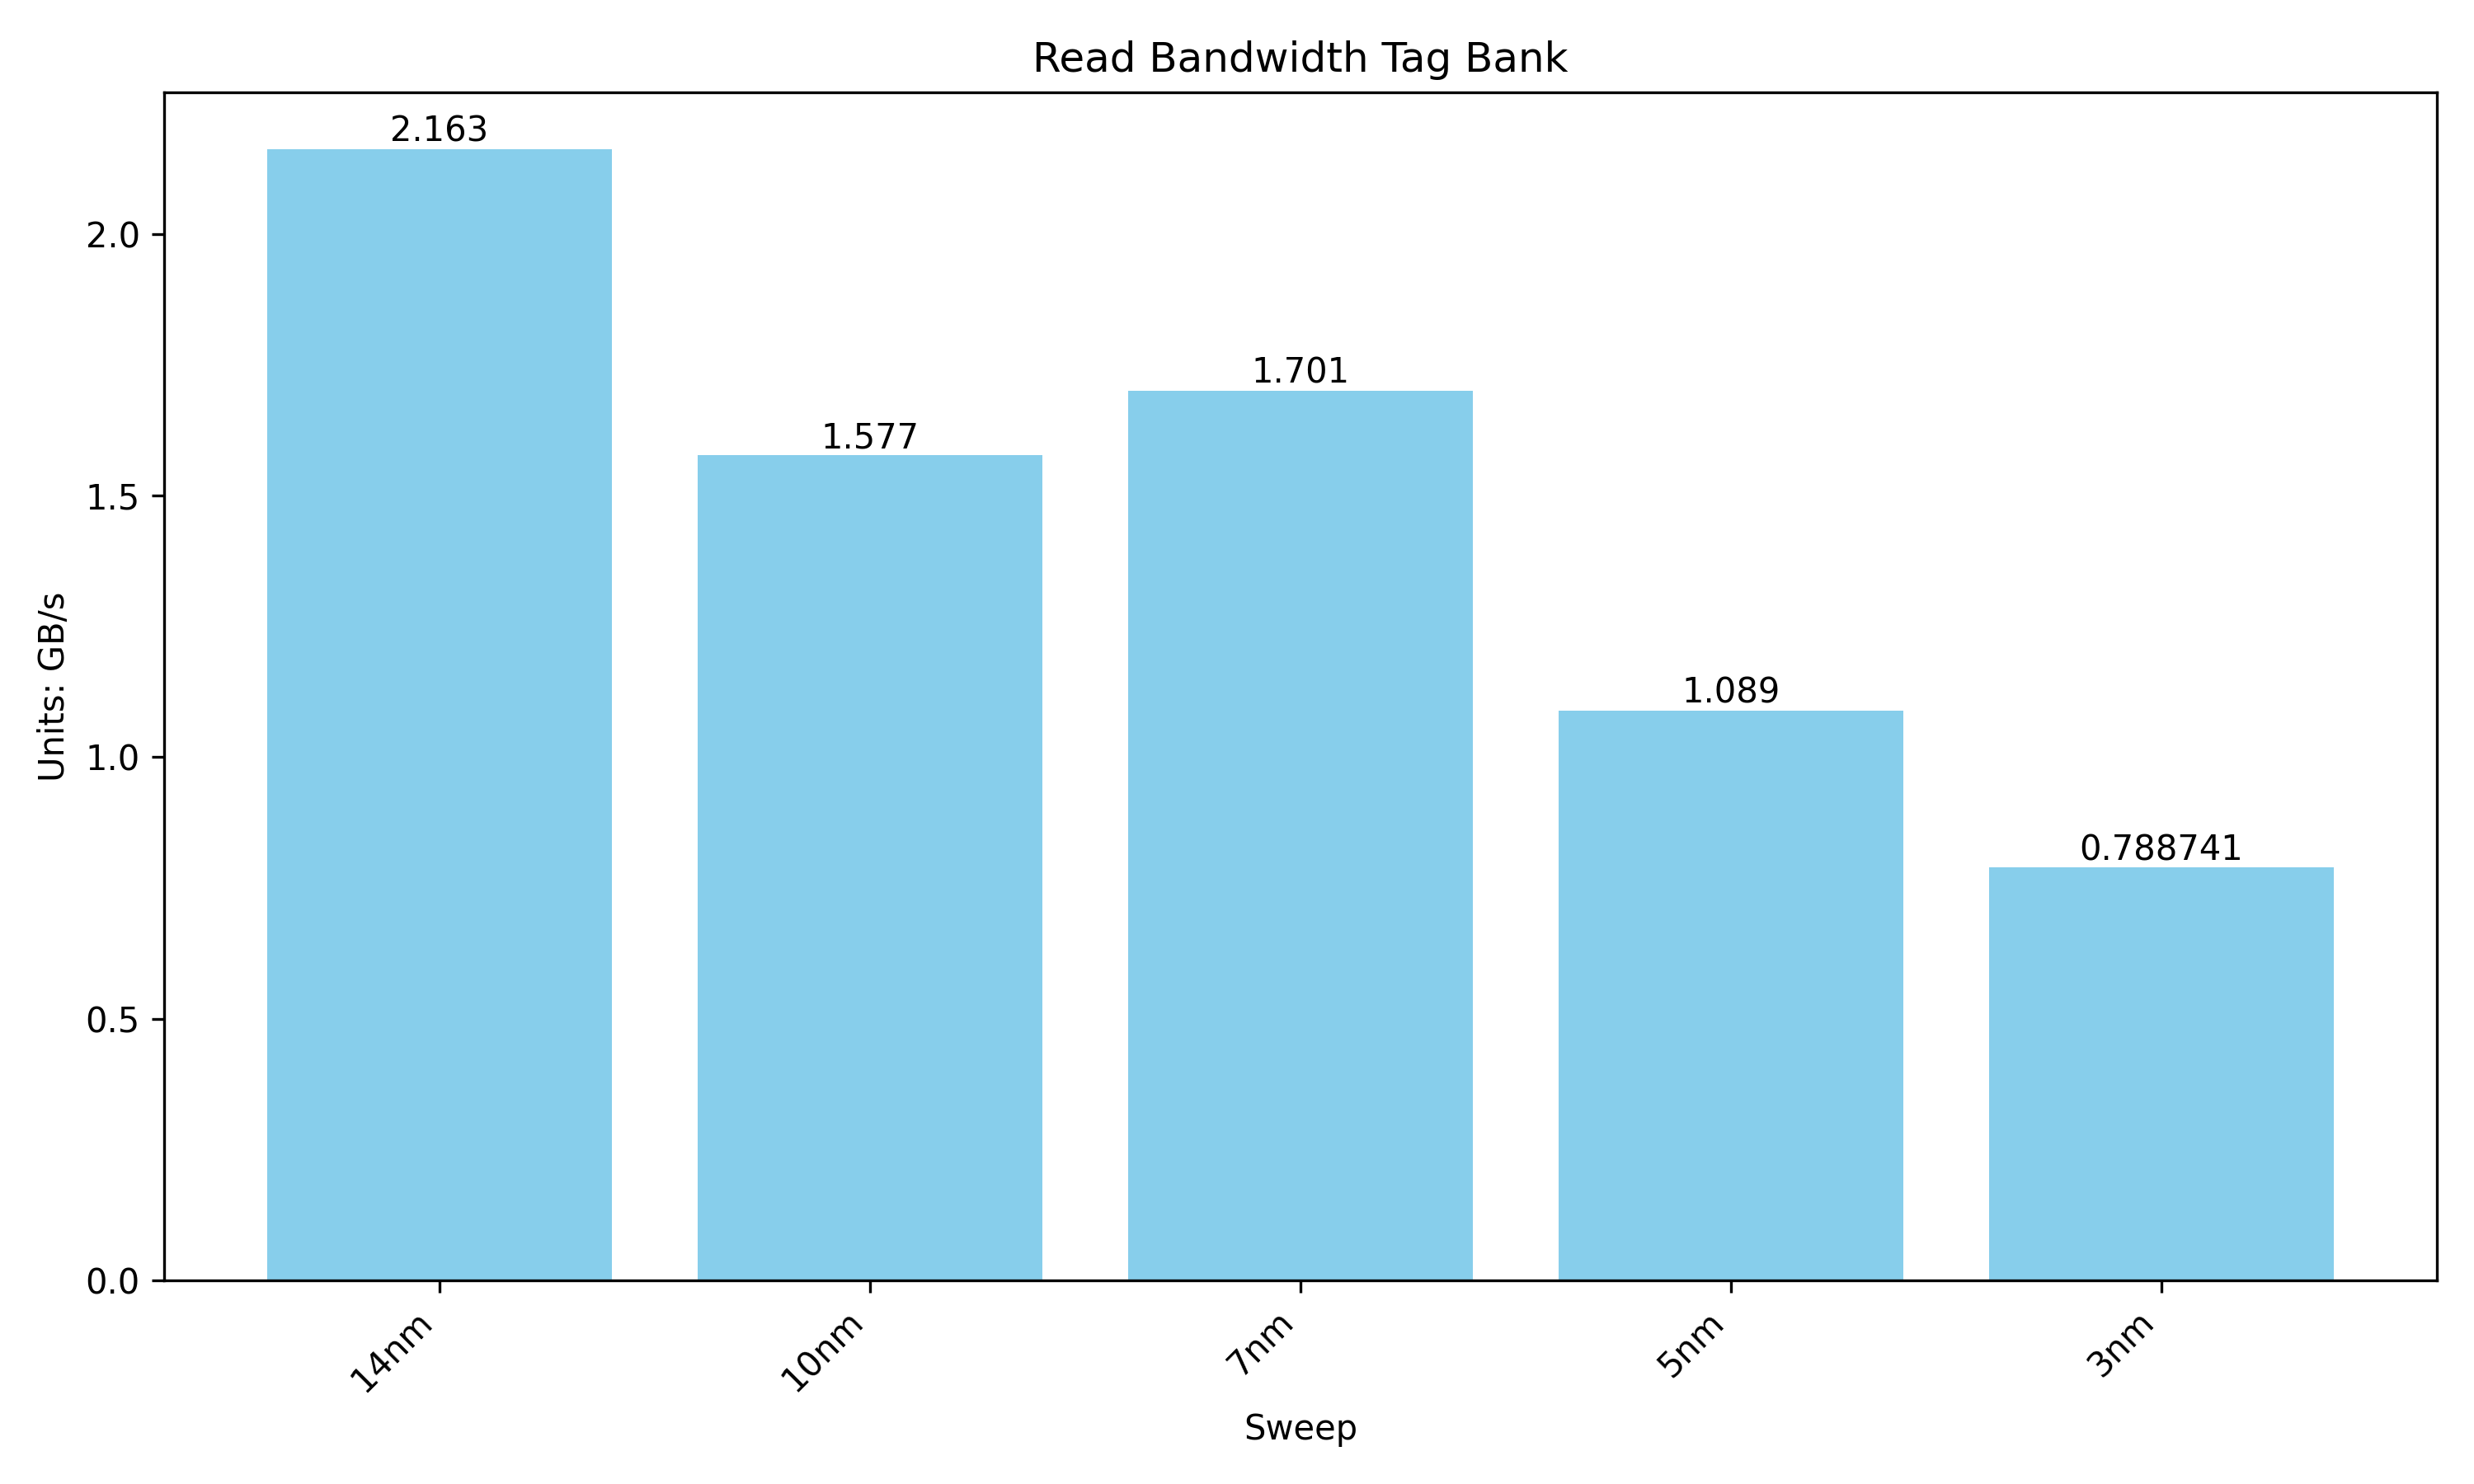 Read Bandwidth Tag Bank
2.163
1.577
1.701
1.089
0.788741
Units: GB/s
2.0
1.5
1.0
0.5
0.0
14nm
10nm
7nm
5nm
3nm
Sweep